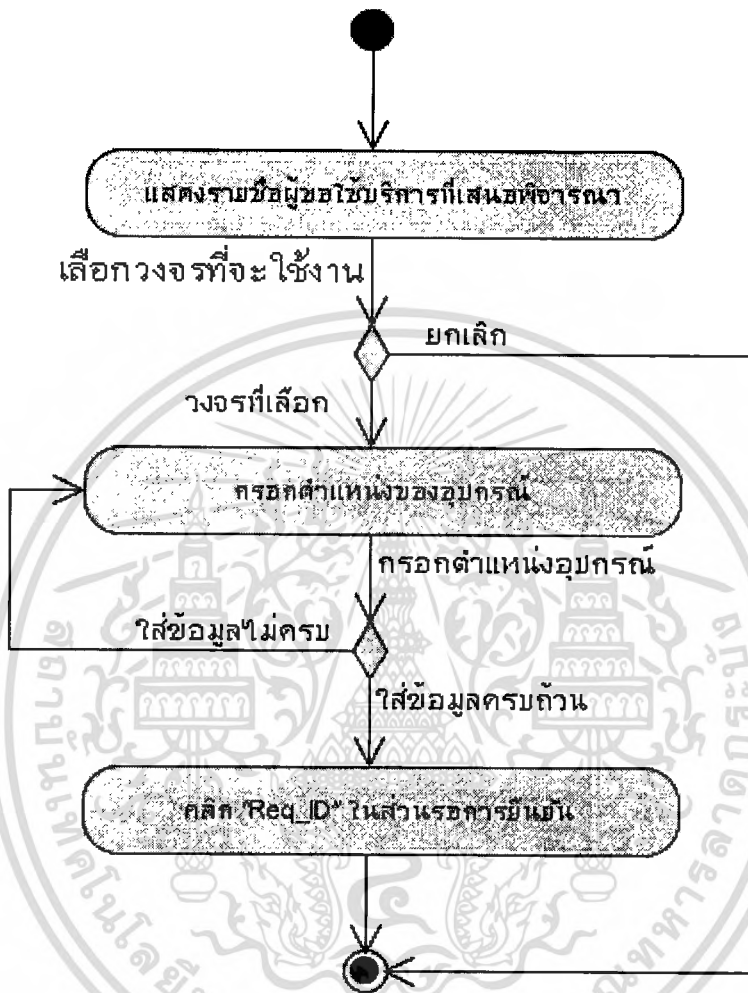 แสดงรายชื่อผู้ขอใช้บริการที่เสนอพิจารณา
เลือกวงจรที่จะใช้งาน
ยกเลิก
วงจรที่เลือก
กรอกตำแหน่งของอุปกรณ์
กรอกตำแหน่งอุปกรณ์
ใส่ข้อมูลไม่ครบ
ใส่ข้อมูลครบถ้วน
คลิก "Req_ID" ในส่วนรอการยืนยัน